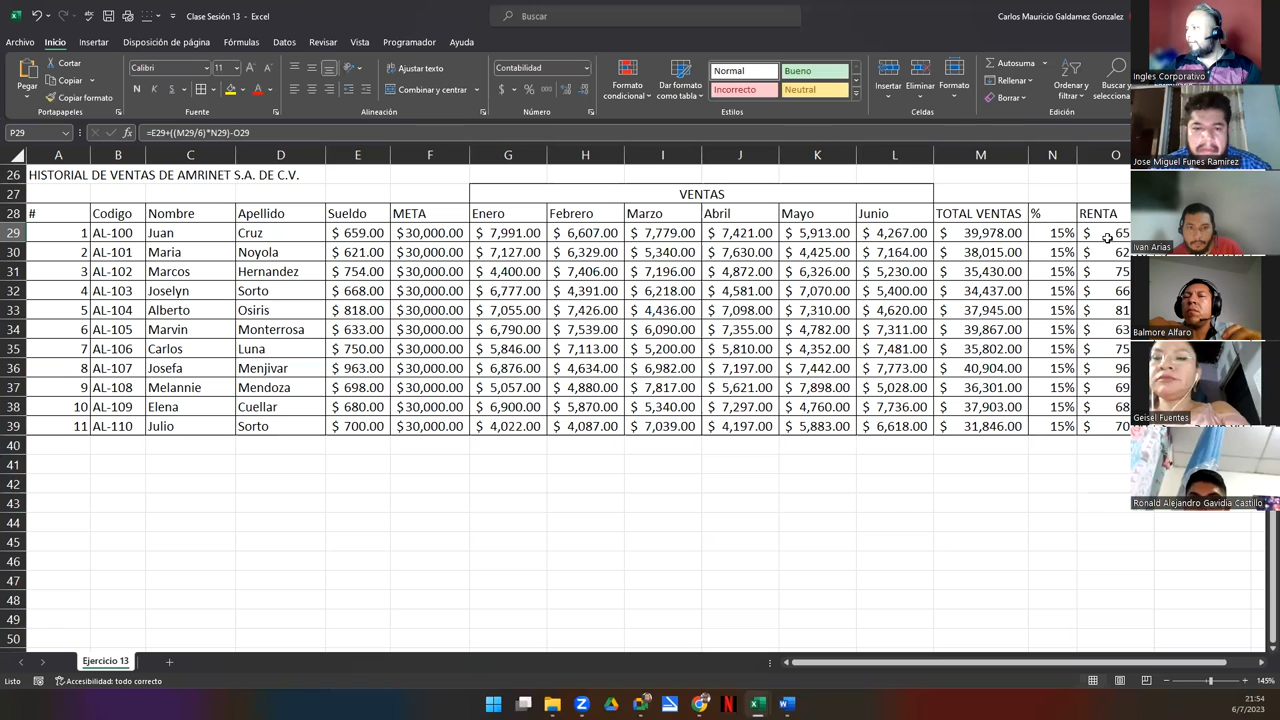 Clase Sesión 13 - Excel
Buscar
Carlos Mauricio Galdamez Gonzalez
Archivo Inicio Insertar Disposición de página Fórmulas Datos Revisar Vista Programador Ayuda
Pegar
Cortar
Copiar
Copiar formato
Portapapeles
Calibri 11
N K S
Fuente
Ajustar texto
Combinar y centrar
Alineación
Contabilidad
$ % 000
Número
Formato condicional
Dar formato como tabla
Normal Bueno
Incorrecto Neutral
Estilos
Insertar Eliminar Formato
Celdas
Autosuma
Rellenar
Borrar
Ordenar y filtrar
Buscar y
Edición
P29 fx =E29+((M29/6)*N29)-O29
A B C D E F G H I J K L M N O
26 HISTORIAL DE VENTAS DE AMRINET S.A. DE C.V.
27 VENTAS
28 # Codigo Nombre Apellido Sueldo META Enero Febrero Marzo Abril Mayo Junio TOTAL VENTAS % RENTA
29 1 AL-100 Juan Cruz $ 659.00 $30,000.00 $ 7,991.00 $ 6,607.00 $ 7,779.00 $ 7,421.00 $ 5,913.00 $ 4,267.00 $ 39,978.00 15% $ 65
30 2 AL-101 Maria Noyola $ 621.00 $30,000.00 $ 7,127.00 $ 6,329.00 $ 5,340.00 $ 7,630.00 $ 4,425.00 $ 7,164.00 $ 38,015.00 15% $ 62
31 3 AL-102 Marcos Hernandez $ 754.00 $30,000.00 $ 4,400.00 $ 7,406.00 $ 7,196.00 $ 4,872.00 $ 6,326.00 $ 5,230.00 $ 35,430.00 15% $ 75
32 4 AL-103 Joselyn Sorto $ 668.00 $30,000.00 $ 6,777.00 $ 4,391.00 $ 6,218.00 $ 4,581.00 $ 7,070.00 $ 5,400.00 $ 34,437.00 15% $ 66
33 5 AL-104 Alberto Osiris $ 818.00 $30,000.00 $ 7,055.00 $ 7,426.00 $ 4,436.00 $ 7,098.00 $ 7,310.00 $ 4,620.00 $ 37,945.00 15% $ 81
34 6 AL-105 Marvin Monterrosa $ 633.00 $30,000.00 $ 6,790.00 $ 7,539.00 $ 6,090.00 $ 7,355.00 $ 4,782.00 $ 7,311.00 $ 39,867.00 15% $ 63
35 7 AL-106 Carlos Luna $ 750.00 $30,000.00 $ 5,846.00 $ 7,113.00 $ 5,200.00 $ 5,810.00 $ 4,352.00 $ 7,481.00 $ 35,802.00 15% $ 75
36 8 AL-107 Josefa Menjivar $ 963.00 $30,000.00 $ 6,876.00 $ 4,634.00 $ 6,982.00 $ 7,197.00 $ 7,442.00 $ 7,773.00 $ 40,904.00 15% $ 96
37 9 AL-108 Melannie Mendoza $ 698.00 $30,000.00 $ 5,057.00 $ 4,880.00 $ 7,817.00 $ 5,621.00 $ 7,898.00 $ 5,028.00 $ 36,301.00 15% $ 69
38 10 AL-109 Elena Cuellar $ 680.00 $30,000.00 $ 6,900.00 $ 5,870.00 $ 5,340.00 $ 7,297.00 $ 4,760.00 $ 7,736.00 $ 37,903.00 15% $ 68
39 11 AL-110 Julio Sorto $ 700.00 $30,000.00 $ 4,022.00 $ 4,087.00 $ 7,039.00 $ 4,197.00 $ 5,883.00 $ 6,618.00 $ 31,846.00 15% $ 70
40
41
42
43
44
45
46
47
48
49
50
Ingles Corporativo
Jose Miguel Funes Ramirez
Ivan Arias
Balmore Alfaro
Geisel Fuentes
Ronald Alejandro Gavidia Castillo
Ejercicio 13
Listo Accesibilidad: todo correcto 145%
21:54
6/7/2023